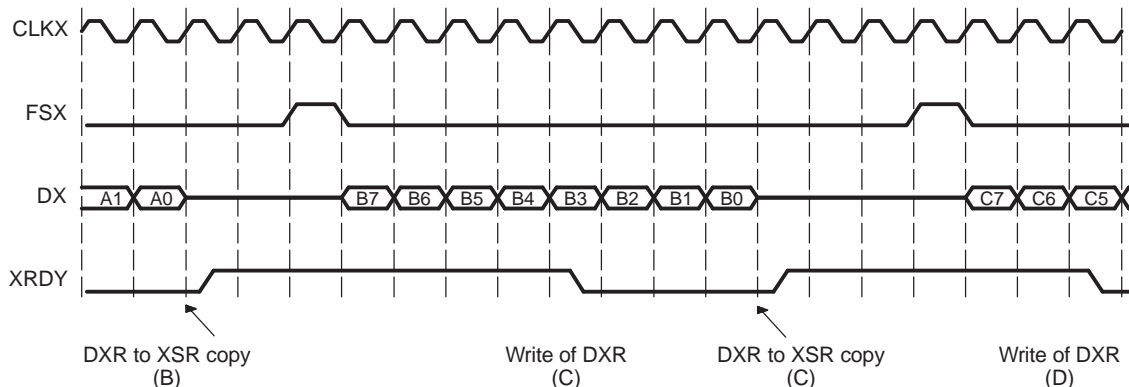 CLKX
FSX
DX
A1 A0 B7 B6 B5 B4 B3 B2 B1 B0 C7 C6 C5
XRDY
DXR to XSR copy
(B)
Write of DXR
(C)
DXR to XSR copy
(C)
Write of DXR
(D)